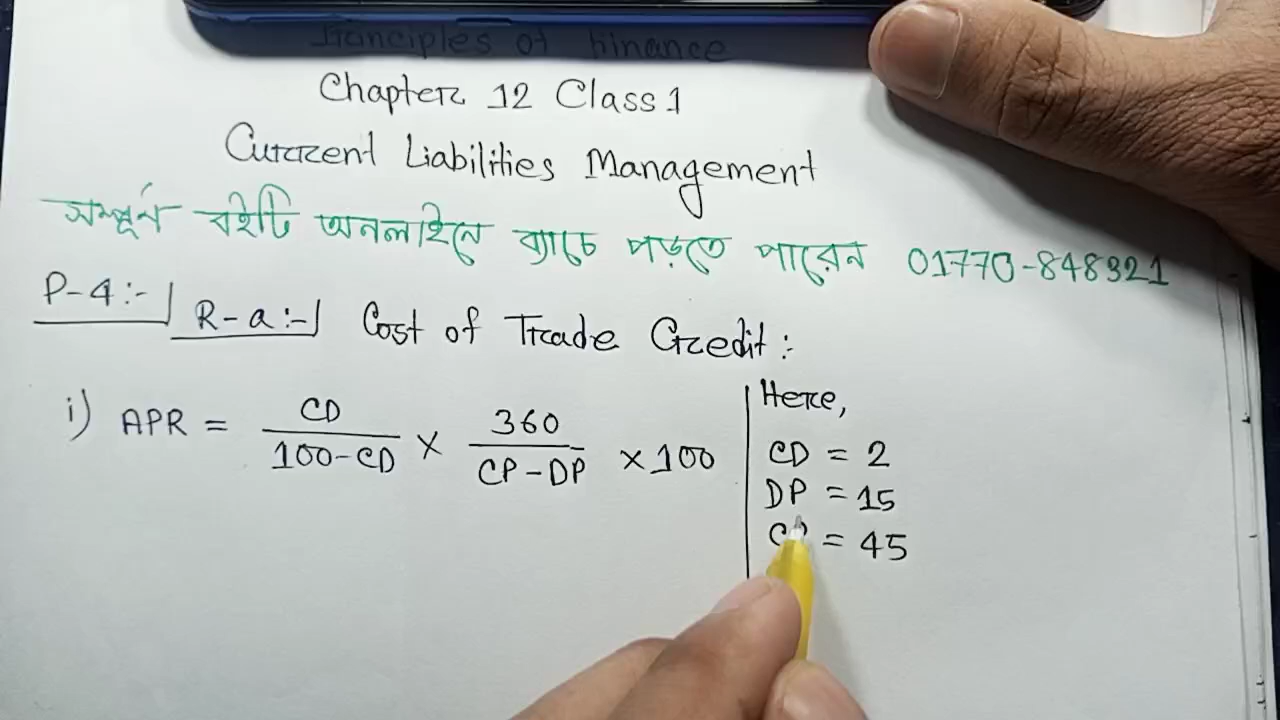 Principles of Finance
Chapter 12 Class 1
Current Liabilities Management
সম্পূর্ন বইটি অনলাইনে ব্যাচে পড়তে পারেন 01770-848321
P-4:- R-a:- Cost of Trade Credit:
i) APR = CD / 100-CD × 360 / CP-DP × 100
Here,
CD = 2
DP = 15
= 45